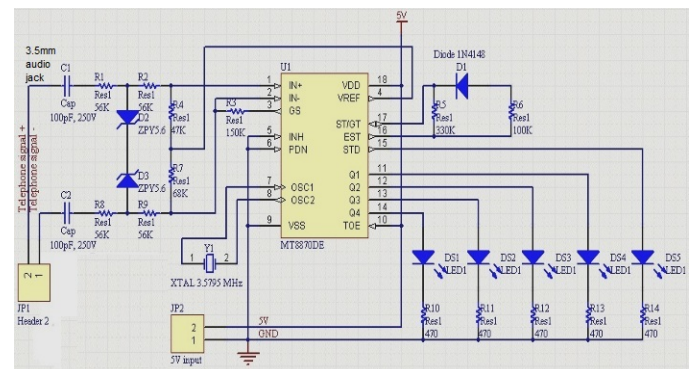 5V
3.5mm
audio
jack
C1
Cap
100pF, 250V
R1
Res1
56K
R2
Res1
56K
D2
ZPY5.6
D3
ZPY5.6
R4
Res1
47K
R7
Res1
68K
R3
Res1
150K
C2
Cap
100pF, 250V
R8
Res1
56K
R9
Res1
56K
Telephone signal +
Telephone signal -
2
1
JP1
Header 2
U1
1 IN+
2 IN-
3 GS
5 INH
6 PDN
7 OSC1
8 OSC2
9 VSS
VDD 18
VREF 4
ST/GT 17
EST 16
STD 15
Q1 11
Q2 12
Q3 13
Q4 14
TOE 10
MT8870DE
Y1
1 2
XTAL 3.5795 MHz
JP2
2 5V
1 GND
5V input
Diode 1N4148
D1
R5
Res1
330K
R6
Res1
100K
DS1
LED1
DS2
LED1
DS3
LED1
DS4
LED1
DS5
LED1
R10
Res1
470
R11
Res1
470
R12
Res1
470
R13
Res1
470
R14
Res1
470